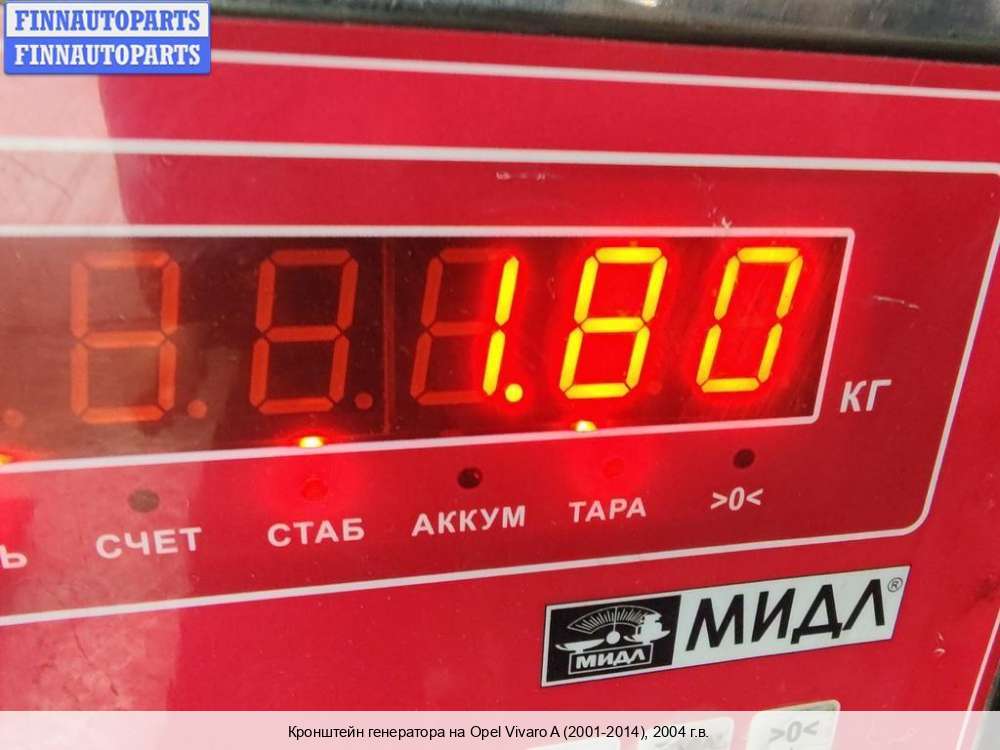 FINNAUTOPARTS
FINNAUTOPARTS
1.80
КГ
Ь СЧЕТ СТАБ АККУМ ТАРА >0<
МИДЛ МИДЛ®
>0<
Кронштейн генератора на Opel Vivaro A (2001-2014), 2004 г.в.